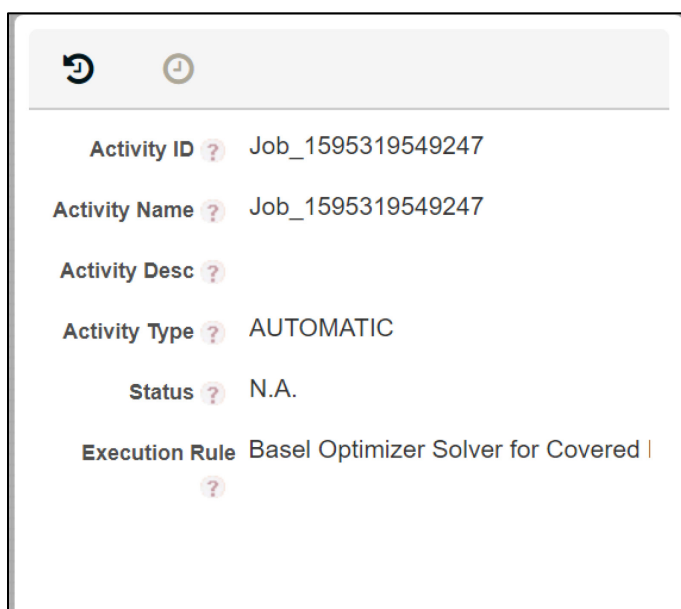 Activity ID ? Job_1595319549247
Activity Name ? Job_1595319549247
Activity Desc ?
Activity Type ? AUTOMATIC
Status ? N.A.
Execution Rule Basel Optimizer Solver for Covered
?